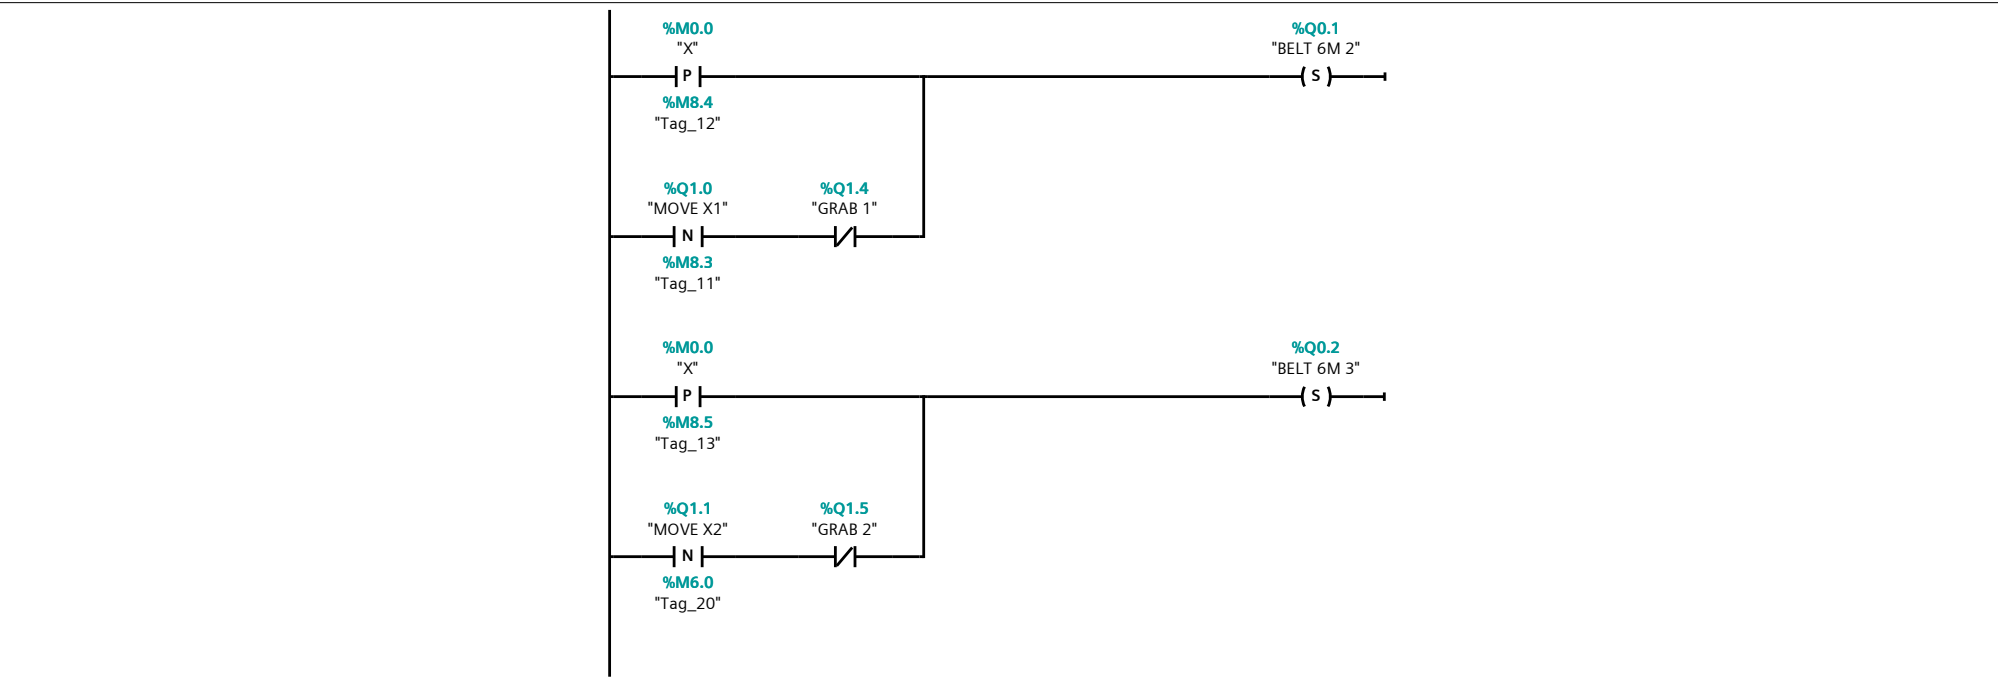 %M0.0
"X"
P
%M8.4
"Tag_12"
%Q0.1
"BELT 6M 2"
S
%Q1.0
"MOVE X1"
N
%M8.3
"Tag_11"
%Q1.4
"GRAB 1"
%M0.0
"X"
P
%M8.5
"Tag_13"
%Q0.2
"BELT 6M 3"
S
%Q1.1
"MOVE X2"
N
%M6.0
"Tag_20"
%Q1.5
"GRAB 2"